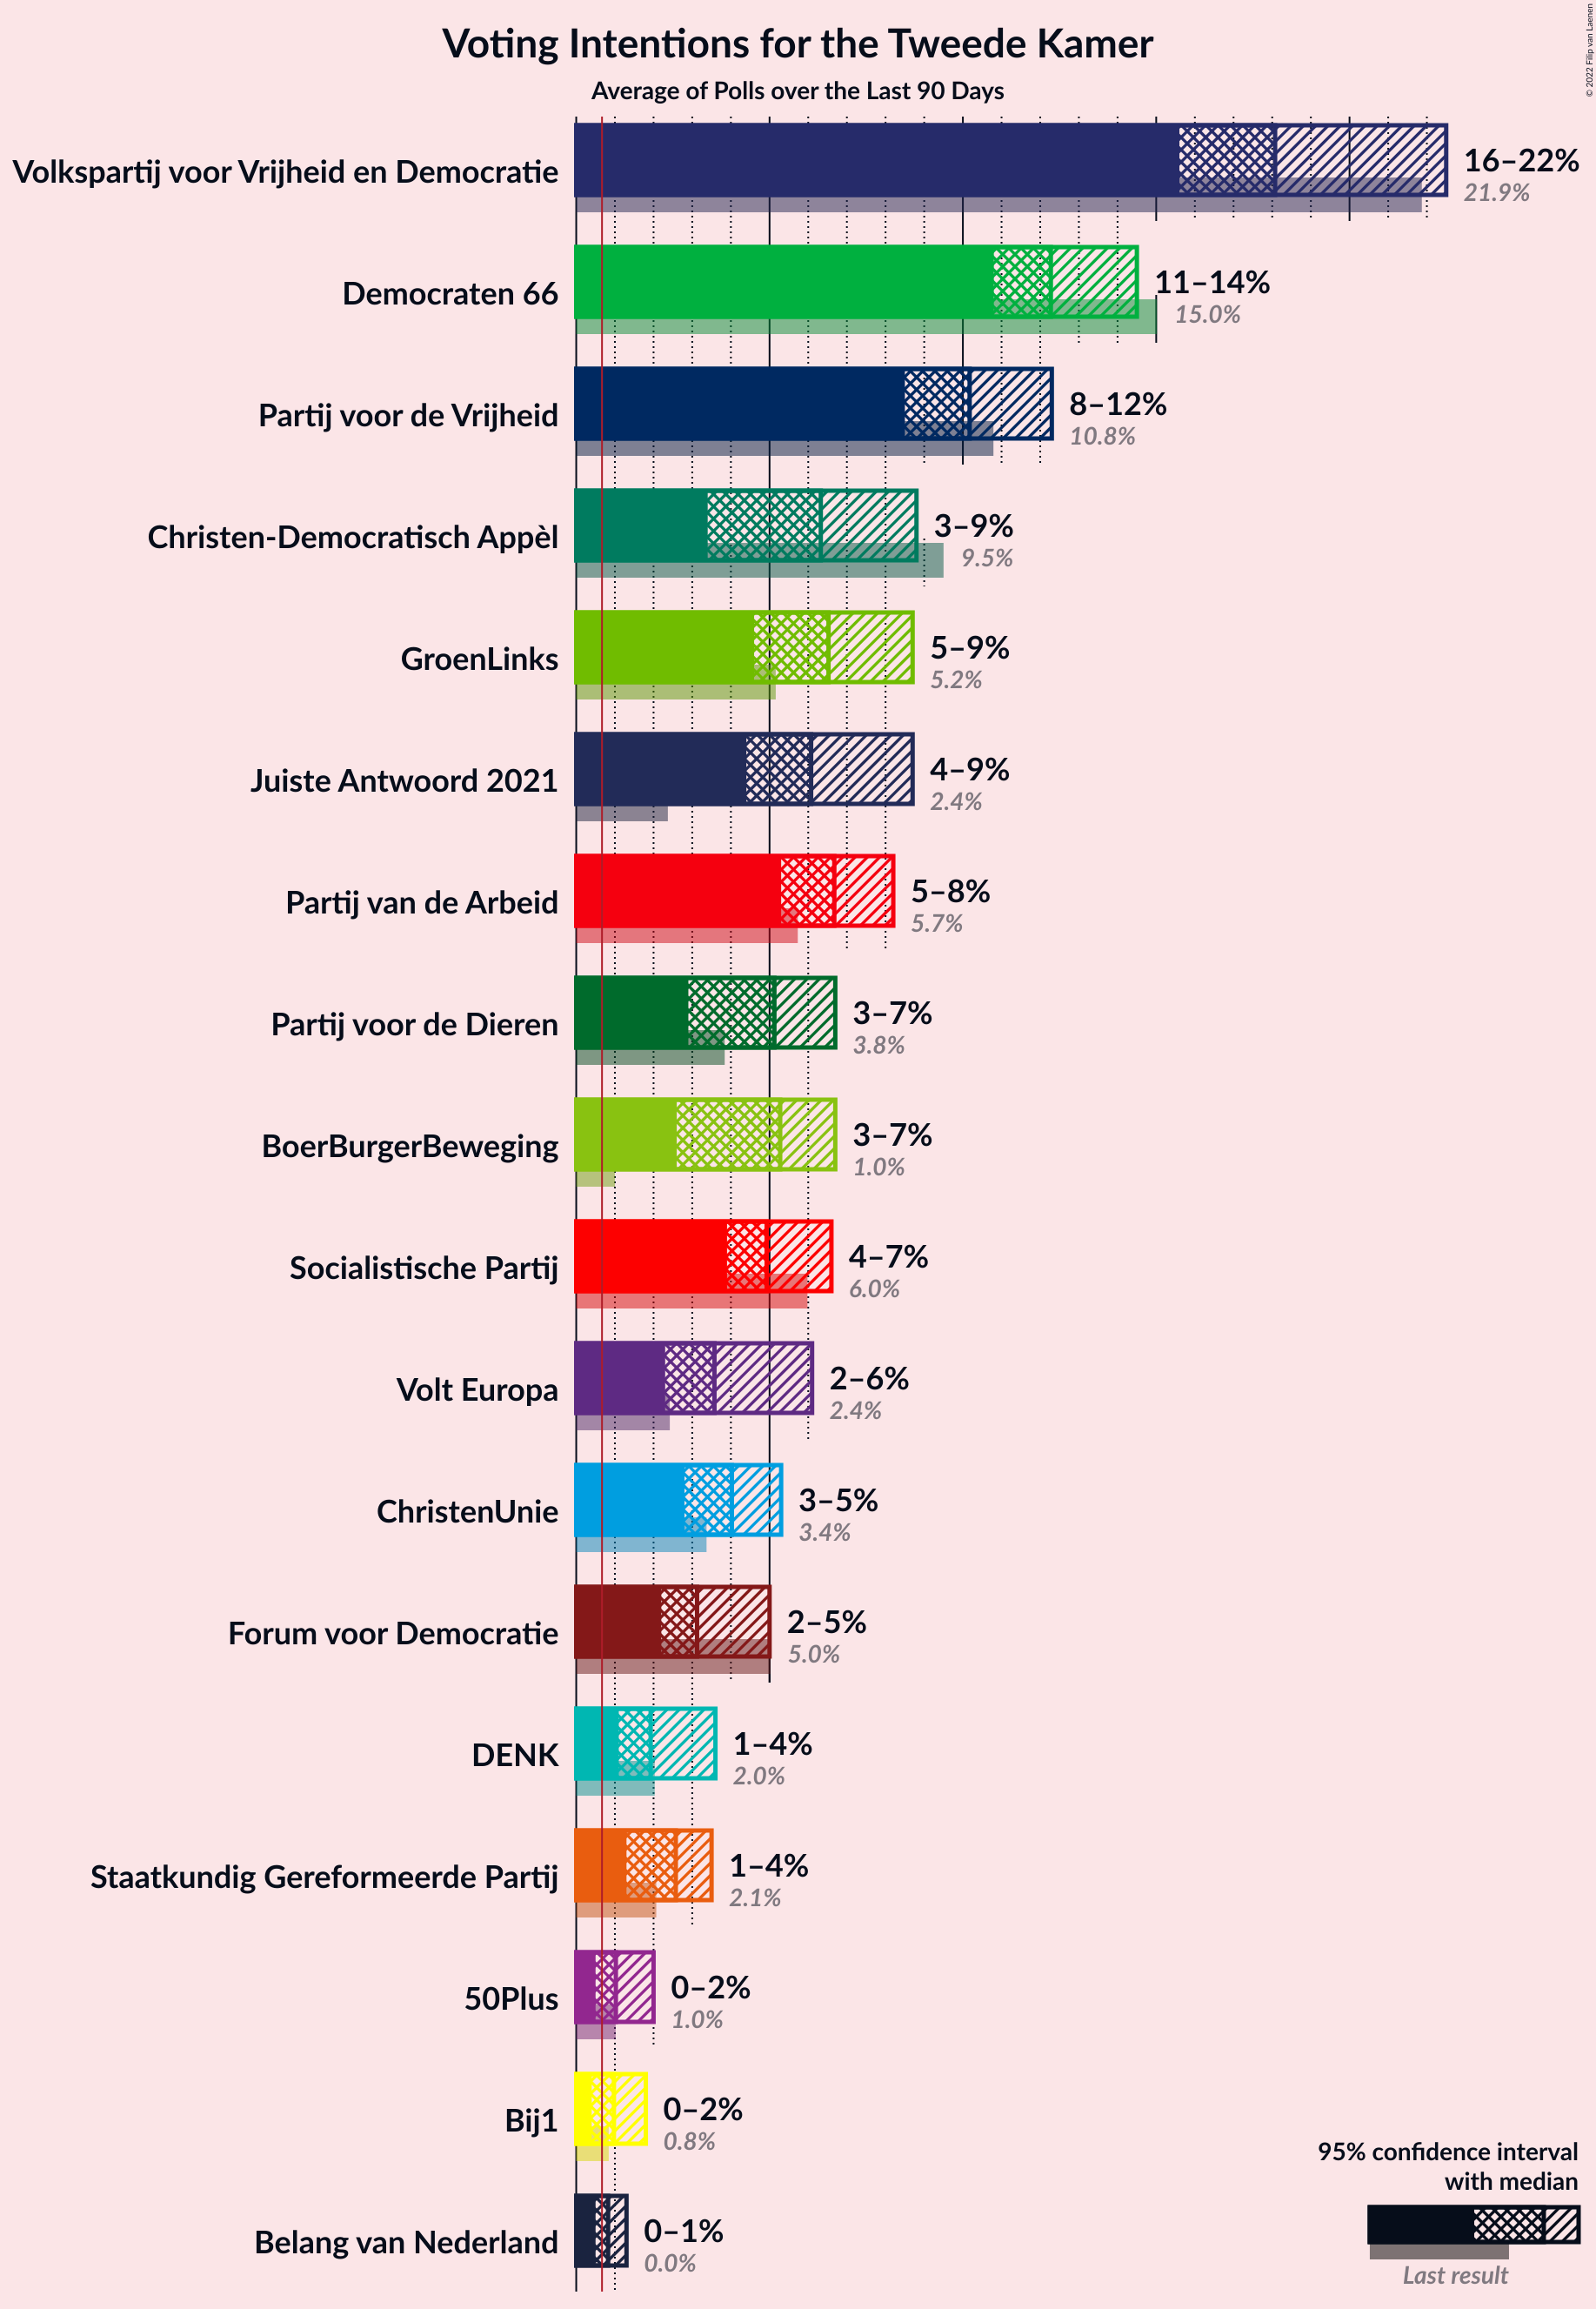 © 2022 Filip van Laenen
Voting Intentions for the Tweede Kamer
Average of Polls over the Last 90 Days
Volkspartij voor Vrijheid en Democratie
16–22%
21.9%
Democraten 66
11–14%
15.0%
Partij voor de Vrijheid
8–12%
10.8%
Christen-Democratisch Appèl
3–9%
9.5%
GroenLinks
5–9%
5.2%
Juiste Antwoord 2021
4–9%
2.4%
Partij van de Arbeid
5–8%
5.7%
Partij voor de Dieren
3–7%
3.8%
BoerBurgerBeweging
3–7%
1.0%
Socialistische Partij
4–7%
6.0%
Volt Europa
2–6%
2.4%
ChristenUnie
3–5%
3.4%
Forum voor Democratie
2–5%
5.0%
DENK
1–4%
2.0%
Staatkundig Gereformeerde Partij
1–4%
2.1%
50Plus
0–2%
1.0%
Bij1
0–2%
0.8%
Belang van Nederland
0–1%
0.0%
95% confidence interval
with median
Last result